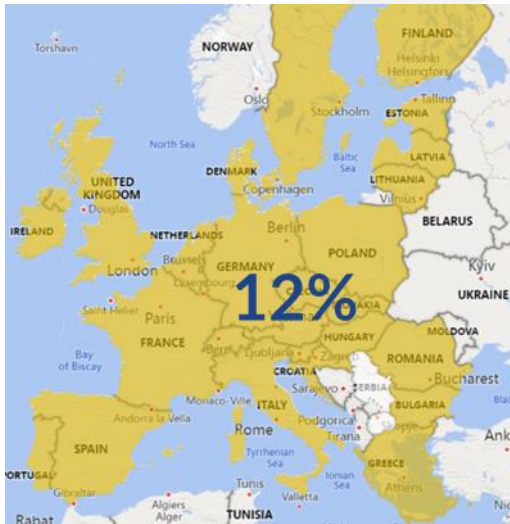 FINLAND
NORWAY
Torshavn
Helsinki
Helsingfors
Oslo
Stockholm
Tallinn
ESTONIA
North Sea
Baltic
Sea
LATVIA
DENMARK
LITHUANIA
UNITED
KINGDOM
Copenhagen
Vilnius
Douglas
BELARUS
IRELAND
NETHERLANDS
Berlin
London
Brussels
GERMANY
POLAND
Kyiv
Luxembourg
12%
UKRAINE
Saint Helier
Paris
FRANCE
HUNGARY
MOLDOVA
Bay
of Biscay
Ljubljana
Zagreb
ROMANIA
CROATIA
Bucharest
Monaco-Ville
Sarajevo
ITALY
BULGARIA
Andorra la Vella
Podgorica
Rome
Tirana
SPAIN
Tyrrhenian
Sea
GREECE
Ionian
Sea
Athens
Gibraltar
Tunis
Valletta
Algiers
Alger
Rabat
TUNISIA